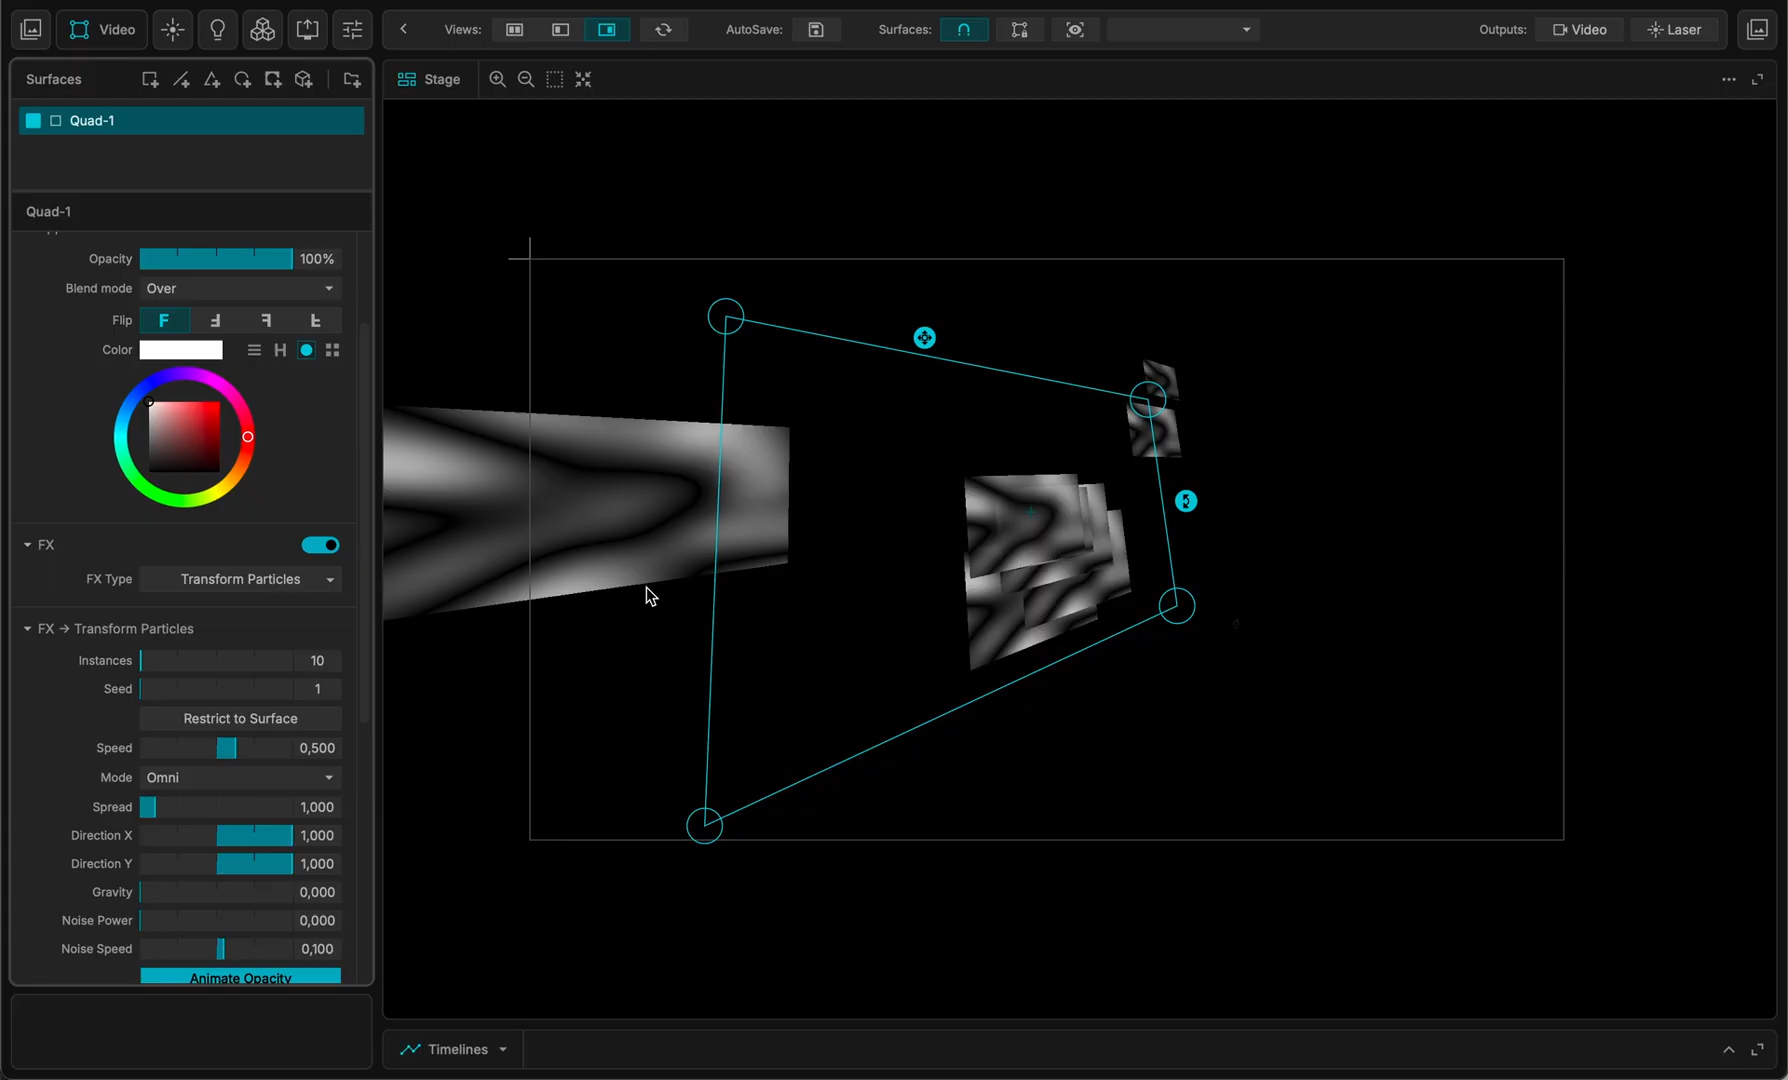 Video
Views:
AutoSave:
Surfaces:
Outputs:
Video
Laser
Surfaces
Stage
Quad-1
Quad-1
Opacity
100%
Blend mode
Over
Flip
Color
H
FX
FX Type
Transform Particles
FX → Transform Particles
Instances
10
Seed
1
Restrict to Surface
Speed
0,500
Mode
Omni
Spread
1,000
Direction X
1,000
Direction Y
1,000
Gravity
0,000
Noise Power
0,000
Noise Speed
0,100
Animate Opacity
Timelines